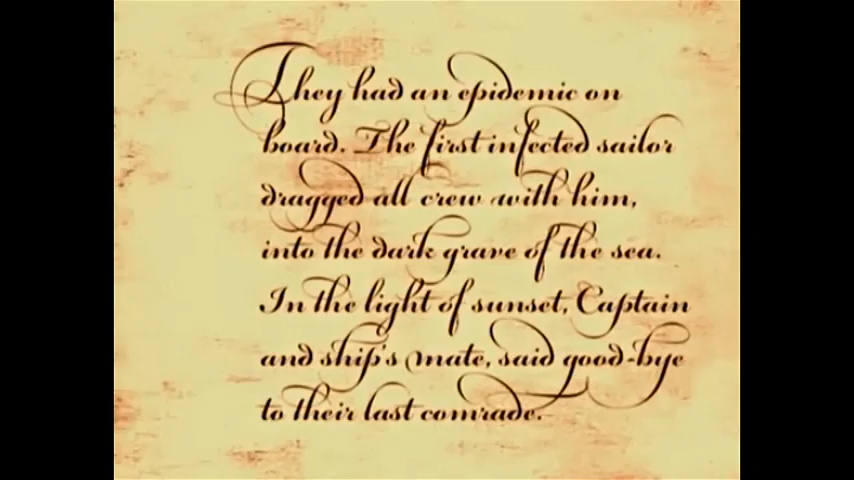 They had an epidemic on
board. The first infected sailor
dragged all crew with him,
into the dark grave of the sea.
In the light of sunset, Captain
and ship's mate, said good-bye
to their last comrade.